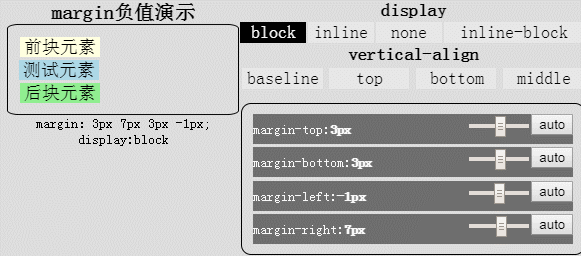 margin负值演示
前块元素
测试元素
后块元素
margin: 3px 7px 3px -1px;
display:block
display
block inline none inline-block
vertical-align
baseline top bottom middle
margin-top:3px auto
margin-bottom:3px auto
margin-left:-1px auto
margin-right:7px auto